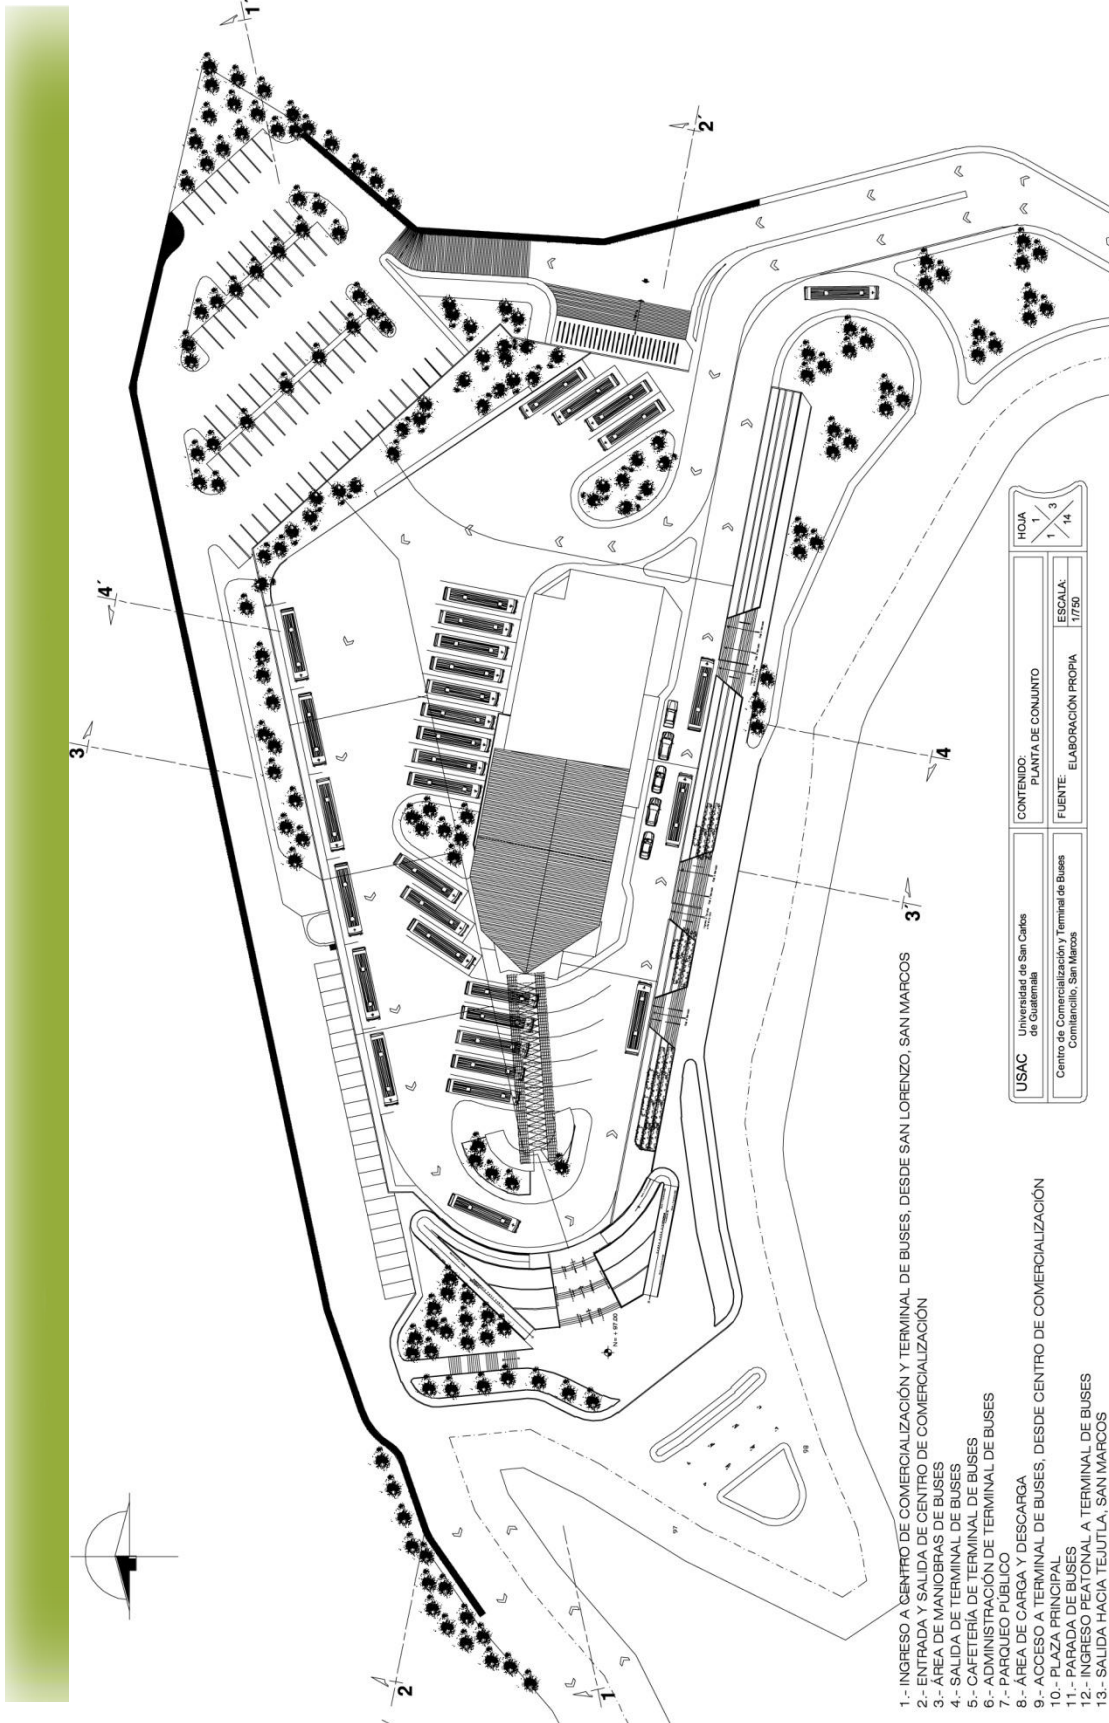 1´
2´
3
4´
4
3´
2
1
N= + 97.00
97
98
1.- INGRESO A CENTRO DE COMERCIALIZACIÓN Y TERMINAL DE BUSES, DESDE SAN LORENZO, SAN MARCOS
2.- ENTRADA Y SALIDA DE CENTRO DE COMERCIALIZACIÓN
3.- ÁREA DE MANIOBRAS DE BUSES
4.- SALIDA DE TERMINAL DE BUSES
5.- CAFETERÍA DE TERMINAL DE BUSES
6.- ADMINISTRACIÓN DE TERMINAL DE BUSES
7.- PARQUEO PÚBLICO
8.- ÁREA DE CARGA Y DESCARGA
9.- ACCESO A TERMINAL DE BUSES, DESDE CENTRO DE COMERCIALIZACIÓN
10.- PLAZA PRINCIPAL
11.- PARADA DE BUSES
12.- INGRESO PEATONAL A TERMINAL DE BUSES
13.- SALIDA HACIA TEJUTLA, SAN MARCOS
USAC Universidad de San Carlos
de Guatemala
Centro de Comercialización y Terminal de Buses
Comitancillo, San Marcos
CONTENIDO:
PLANTA DE CONJUNTO
FUENTE: ELABORACIÓN PROPIA
ESCALA:
1/750
HOJA
1 / 1
3 / 14